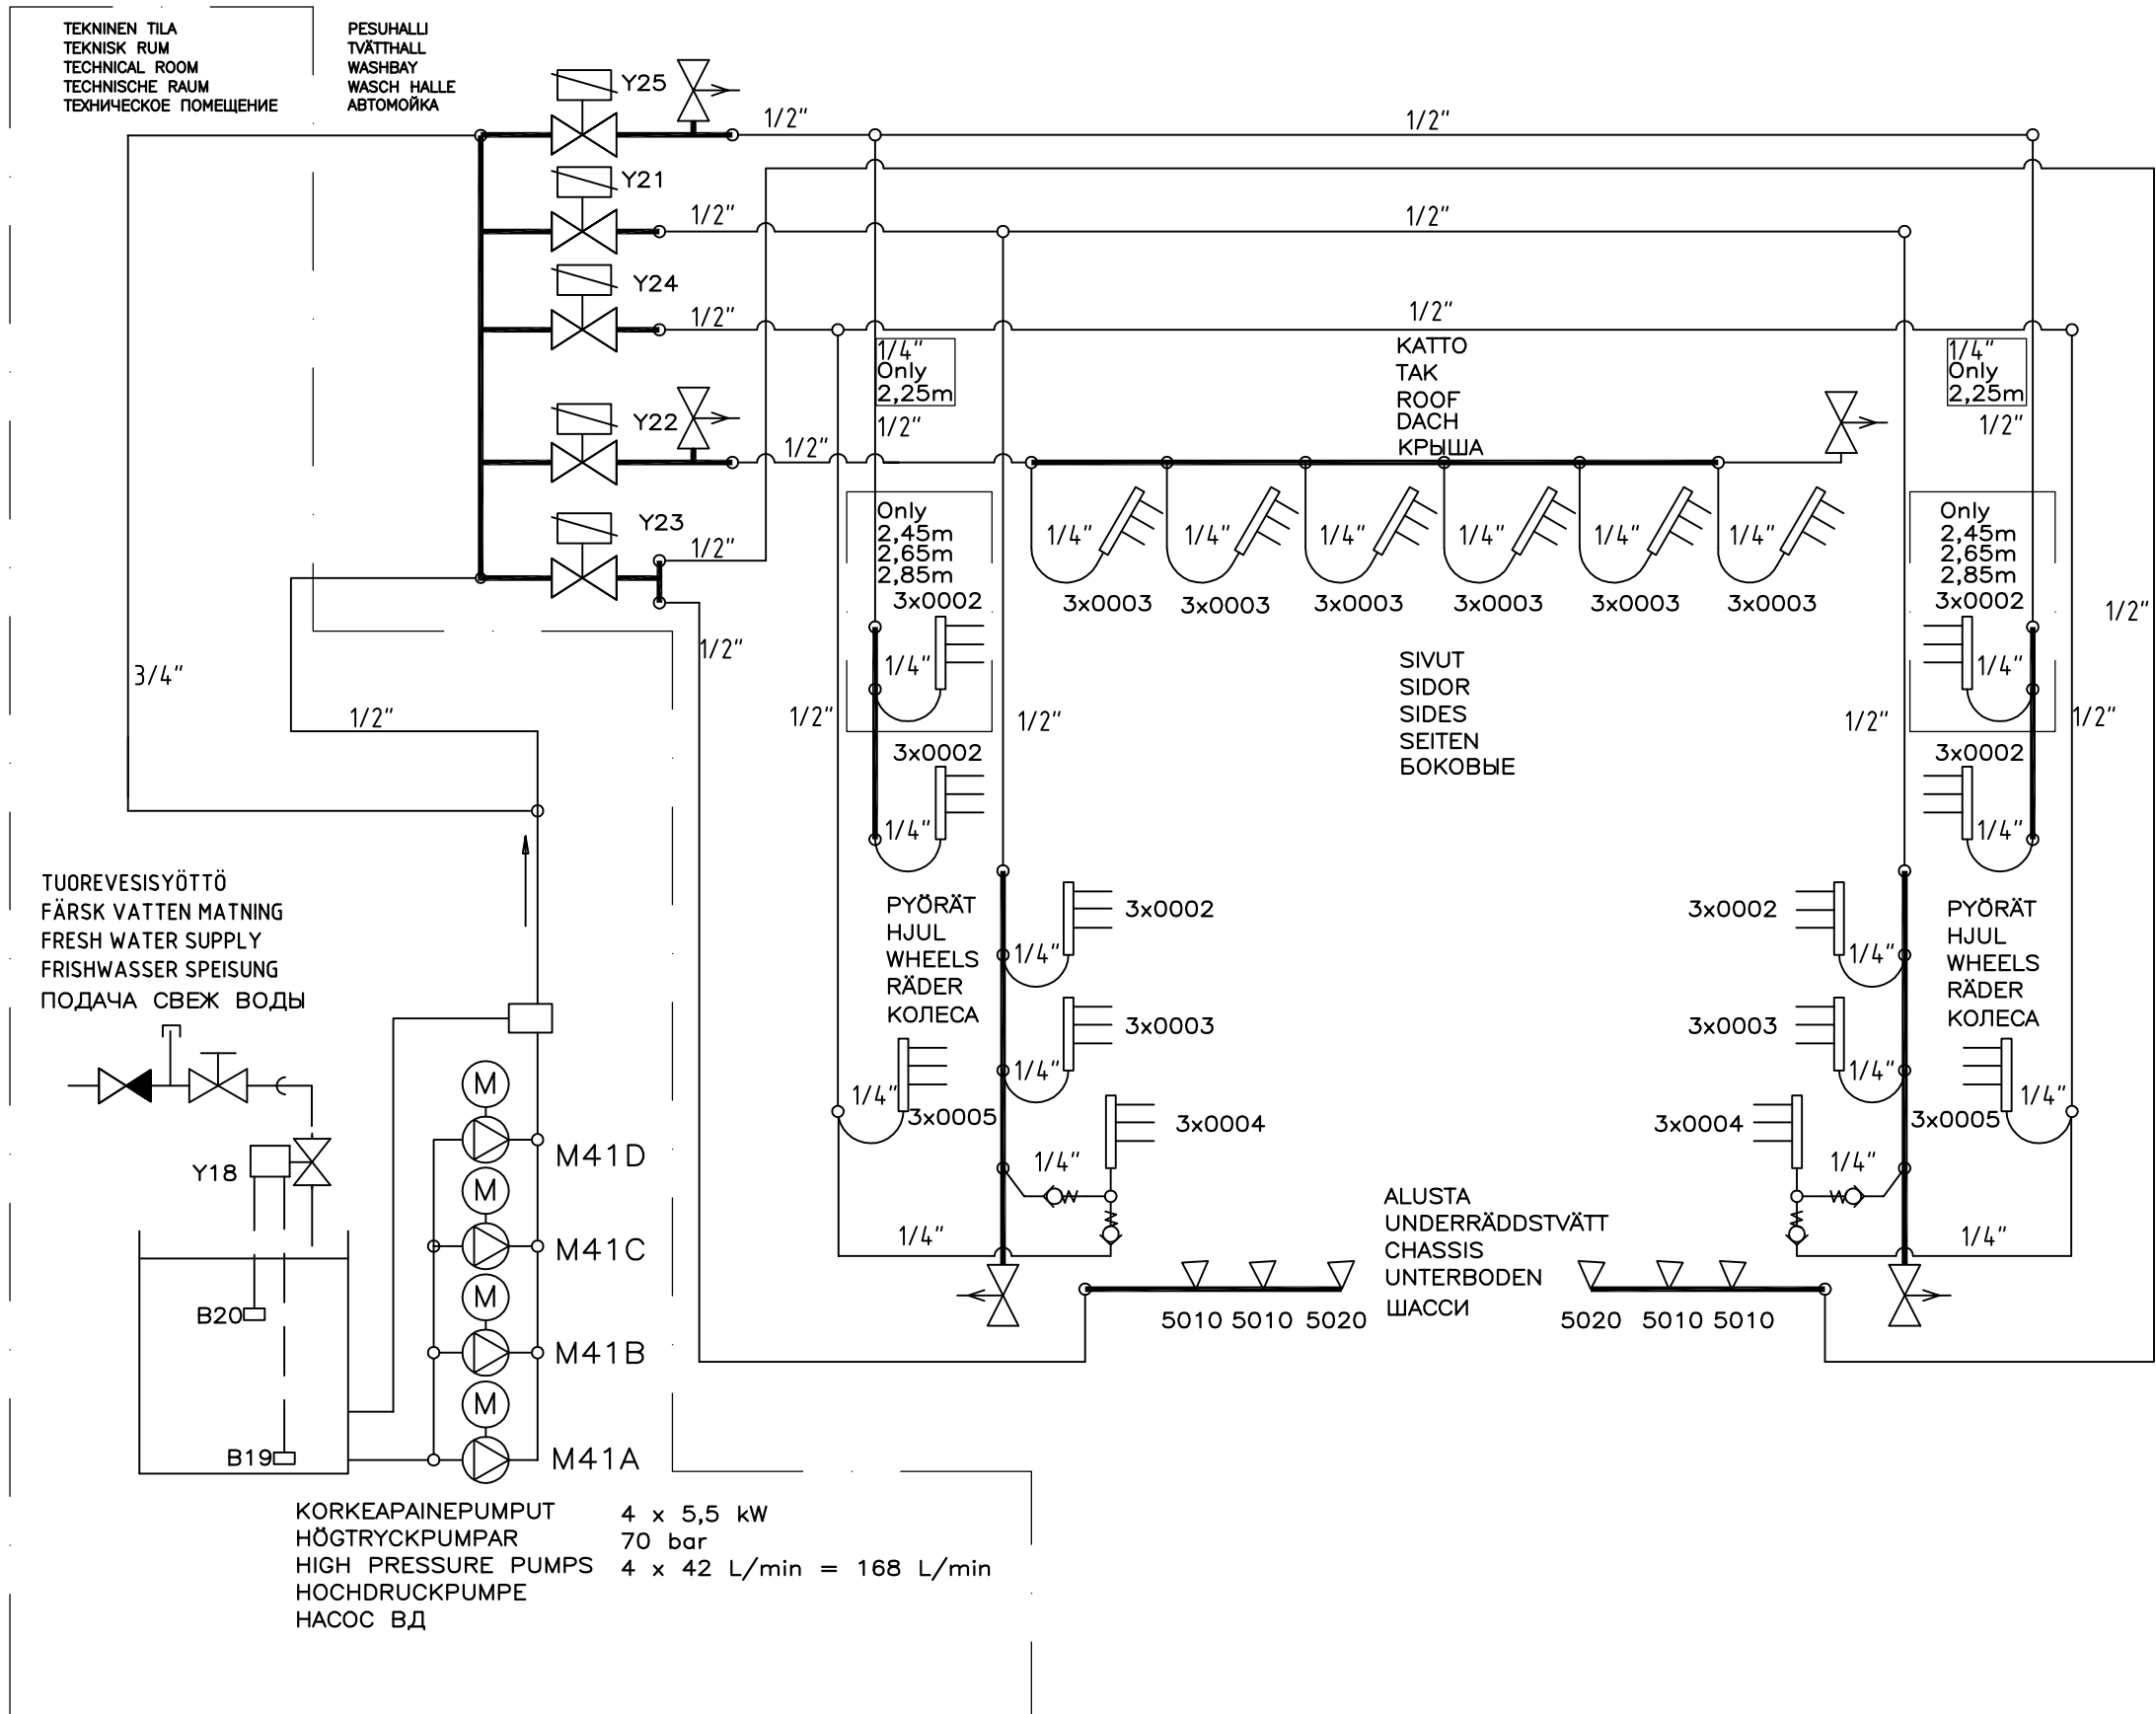 TEKNINEN TILA
TEKNISK RUM
TECHNICAL ROOM
TECHNISCHE RAUM
ТЕХНИЧЕСКОЕ ПОМЕЩЕНИЕ
PESUHALLI
TVÄTTHALL
WASHBAY
WASCH HALLE
АВТОМОЙКА
Y25
1/2"
1/2"
Y21
1/2"
1/2"
Y24
1/2"
1/2"
1/4"
Only
2,25m
1/2"
KATTO
TAK
ROOF
DACH
КРЫША
1/4"
Only
2,25m
1/2"
Y22
1/2"
Y23
1/2"
1/2"
Only
2,45m
2,65m
2,85m
3x0002
1/4"
1/4" 1/4" 1/4" 1/4" 1/4" 1/4"
3x0003 3x0003 3x0003 3x0003 3x0003 3x0003
Only
2,45m
2,65m
2,85m
3x0002
1/4"
1/2"
3/4"
1/2"
1/2"
1/2"
SIVUT
SIDOR
SIDES
SEITEN
БОКОВЫЕ
1/2"
1/2"
3x0002
1/4"
3x0002
1/4"
TUOREVESISYÖTTÖ
FÄRSK VATTEN MATNING
FRESH WATER SUPPLY
FRISHWASSER SPEISUNG
ПОДАЧА СВЕЖ ВОДЫ
PYÖRÄT
HJUL
WHEELS
RÄDER
КОЛЕСА
3x0002
1/4"
3x0003
1/4"
3x0002
1/4"
3x0003
1/4"
PYÖRÄT
HJUL
WHEELS
RÄDER
КОЛЕСА
1/4"
3x0005
3x0004
1/4"
1/4"
3x0004
1/4"
3x0005
1/4"
1/4"
ALUSTA
UNDERRÄDDSTVÄTT
CHASSIS
UNTERBODEN
ШАССИ
5010 5010 5020
5020 5010 5010
Y18
B20
B19
M
M41D
M
M41C
M
M41B
M
M41A
KORKEAPAINEPUMPUT
HÖGTRYCKPUMPAR
HIGH PRESSURE PUMPS
HOCHDRUCKPUMPE
НАСОС ВД
4 x 5,5 kW
70 bar
4 x 42 L/min = 168 L/min